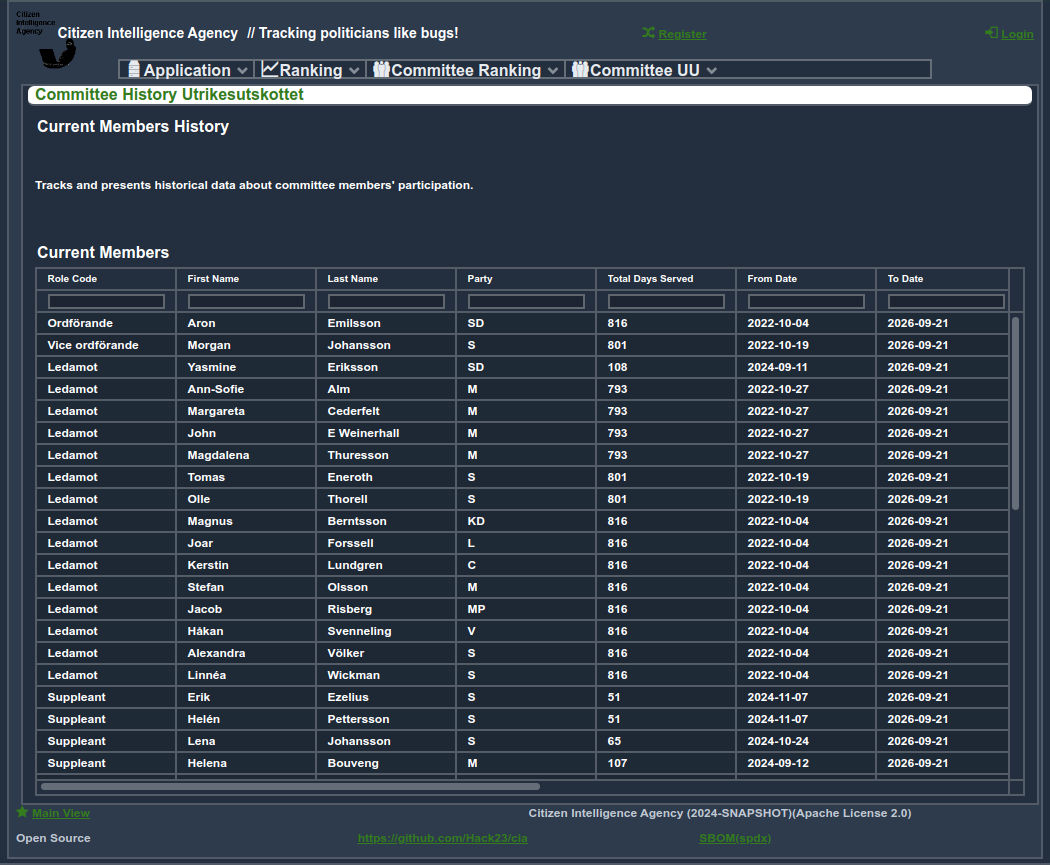 Citizen
Intelligence
Agency
Citizen Intelligence Agency // Tracking politicians like bugs!
Register
Login
Application Ranking Committee Ranking Committee UU
Committee History Utrikesutskottet
Current Members History
Tracks and presents historical data about committee members' participation.
Current Members
Role Code First Name Last Name Party Total Days Served From Date To Date
Ordförande Aron Emilsson SD 816 2022-10-04 2026-09-21
Vice ordförande Morgan Johansson S 801 2022-10-19 2026-09-21
Ledamot Yasmine Eriksson SD 108 2024-09-11 2026-09-21
Ledamot Ann-Sofie Alm M 793 2022-10-27 2026-09-21
Ledamot Margareta Cederfelt M 793 2022-10-27 2026-09-21
Ledamot John E Weinerhall M 793 2022-10-27 2026-09-21
Ledamot Magdalena Thuresson M 793 2022-10-27 2026-09-21
Ledamot Tomas Eneroth S 801 2022-10-19 2026-09-21
Ledamot Olle Thorell S 801 2022-10-19 2026-09-21
Ledamot Magnus Berntsson KD 816 2022-10-04 2026-09-21
Ledamot Joar Forssell L 816 2022-10-04 2026-09-21
Ledamot Kerstin Lundgren C 816 2022-10-04 2026-09-21
Ledamot Stefan Olsson M 816 2022-10-04 2026-09-21
Ledamot Jacob Risberg MP 816 2022-10-04 2026-09-21
Ledamot Håkan Svenneling V 816 2022-10-04 2026-09-21
Ledamot Alexandra Völker S 816 2022-10-04 2026-09-21
Ledamot Linnéa Wickman S 816 2022-10-04 2026-09-21
Suppleant Erik Ezelius S 51 2024-11-07 2026-09-21
Suppleant Helén Pettersson S 51 2024-11-07 2026-09-21
Suppleant Lena Johansson S 65 2024-10-24 2026-09-21
Suppleant Helena Bouveng M 107 2024-09-12 2026-09-21
Main View Citizen Intelligence Agency (2024-SNAPSHOT)(Apache License 2.0)
Open Source https://github.com/Hack23/cia SBOM(spdx)